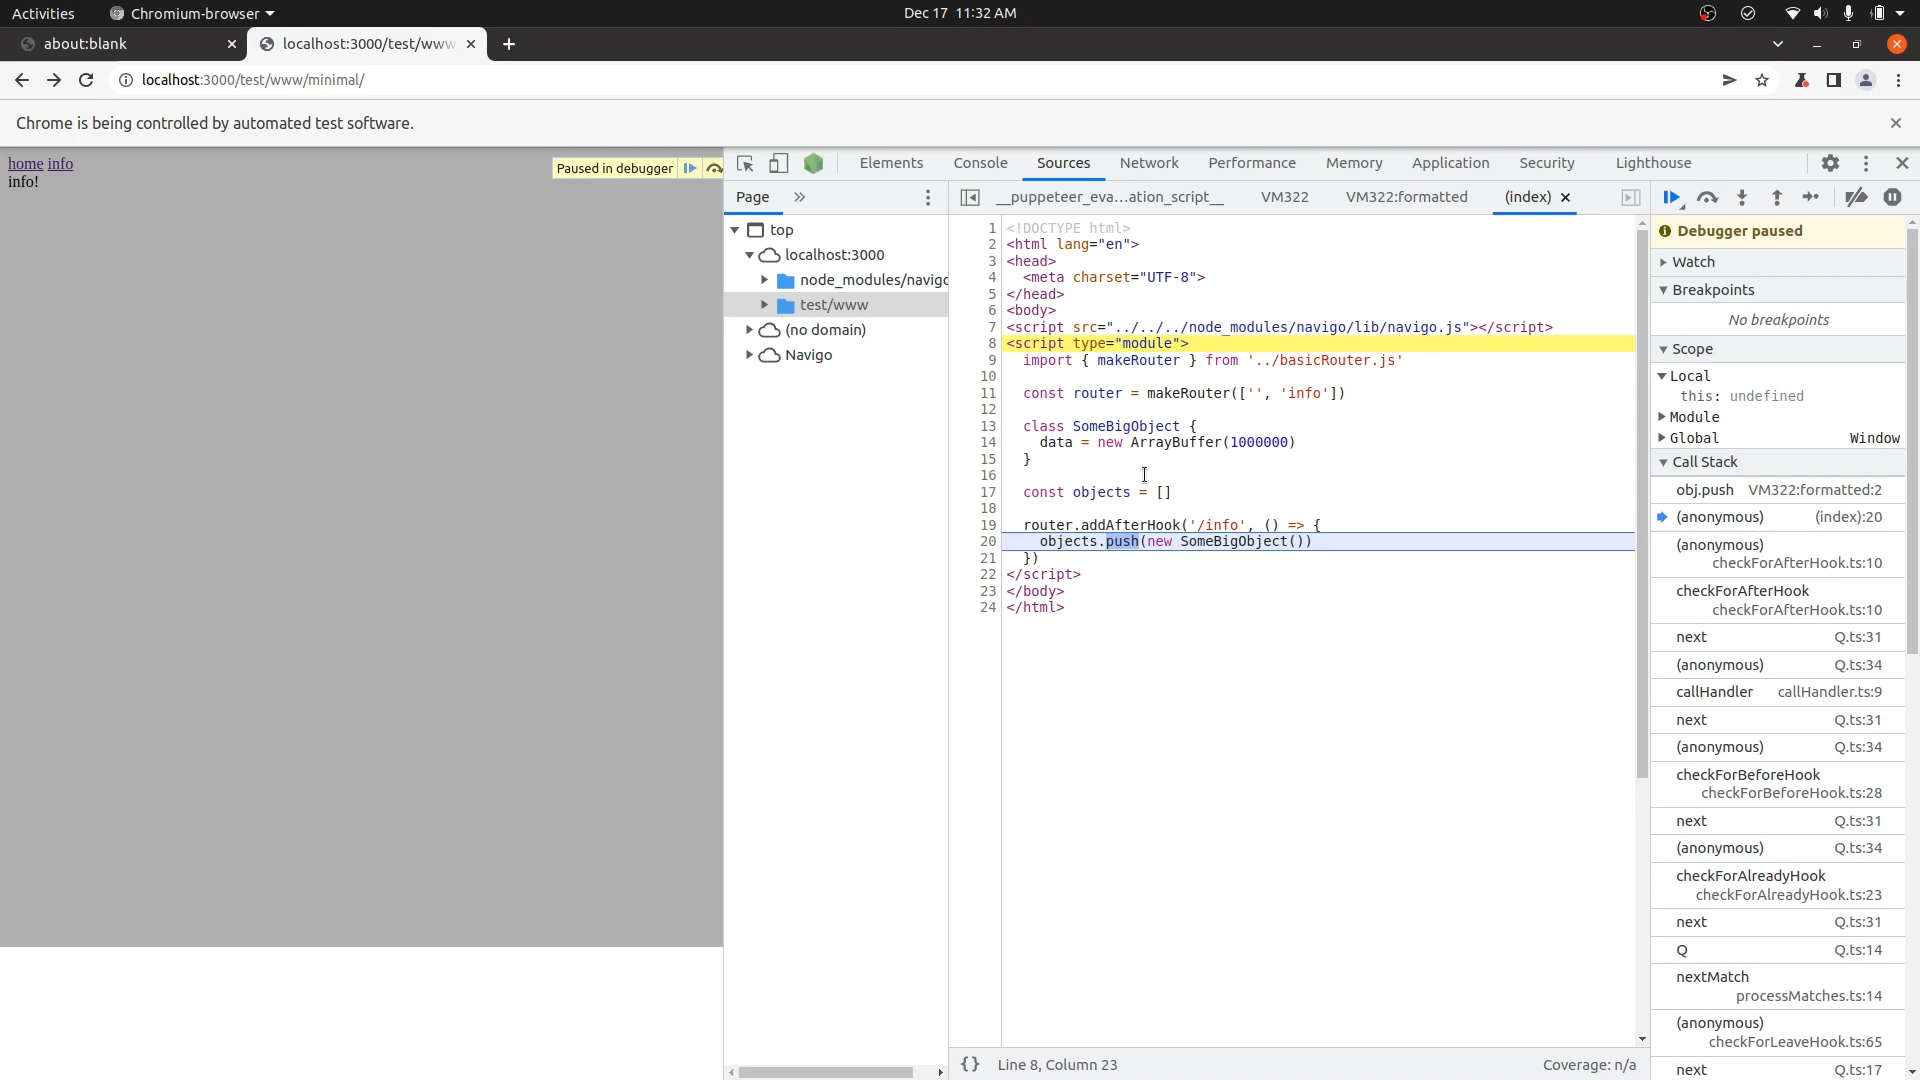 Activities Chromium-browser Dec 17 11:32 AM
about:blank localhost:3000/test/www
localhost:3000/test/www/minimal/
Chrome is being controlled by automated test software.
home info
info!
Paused in debugger
Elements Console Sources Network Performance Memory Application Security Lighthouse
Page
top
localhost:3000
node_modules/navigo
test/www
(no domain)
Navigo
__puppeteer_eva…ation_script__ VM322 VM322:formatted (index)
1 <!DOCTYPE html>
2 <html lang="en">
3 <head>
4 <meta charset="UTF-8">
5 </head>
6 <body>
7 <script src="../../../node_modules/navigo/lib/navigo.js"></script>
8 <script type="module">
9 import { makeRouter } from '../basicRouter.js'
10
11 const router = makeRouter(['', 'info'])
12
13 class SomeBigObject {
14 data = new ArrayBuffer(1000000)
15 }
16
17 const objects = []
18
19 router.addAfterHook('/info', () => {
20 objects.push(new SomeBigObject())
21 })
22 </script>
23 </body>
24 </html>
{} Line 8, Column 23 Coverage: n/a
Debugger paused
Watch
Breakpoints
No breakpoints
Scope
Local
this: undefined
Module
Global Window
Call Stack
obj.push VM322:formatted:2
(anonymous) (index):20
(anonymous)
checkForAfterHook.ts:10
checkForAfterHook
checkForAfterHook.ts:10
next Q.ts:31
(anonymous) Q.ts:34
callHandler callHandler.ts:9
next Q.ts:31
(anonymous) Q.ts:34
checkForBeforeHook
checkForBeforeHook.ts:28
next Q.ts:31
(anonymous) Q.ts:34
checkForAlreadyHook
checkForAlreadyHook.ts:23
next Q.ts:31
Q Q.ts:14
nextMatch
processMatches.ts:14
(anonymous)
checkForLeaveHook.ts:65
next Q.ts:17